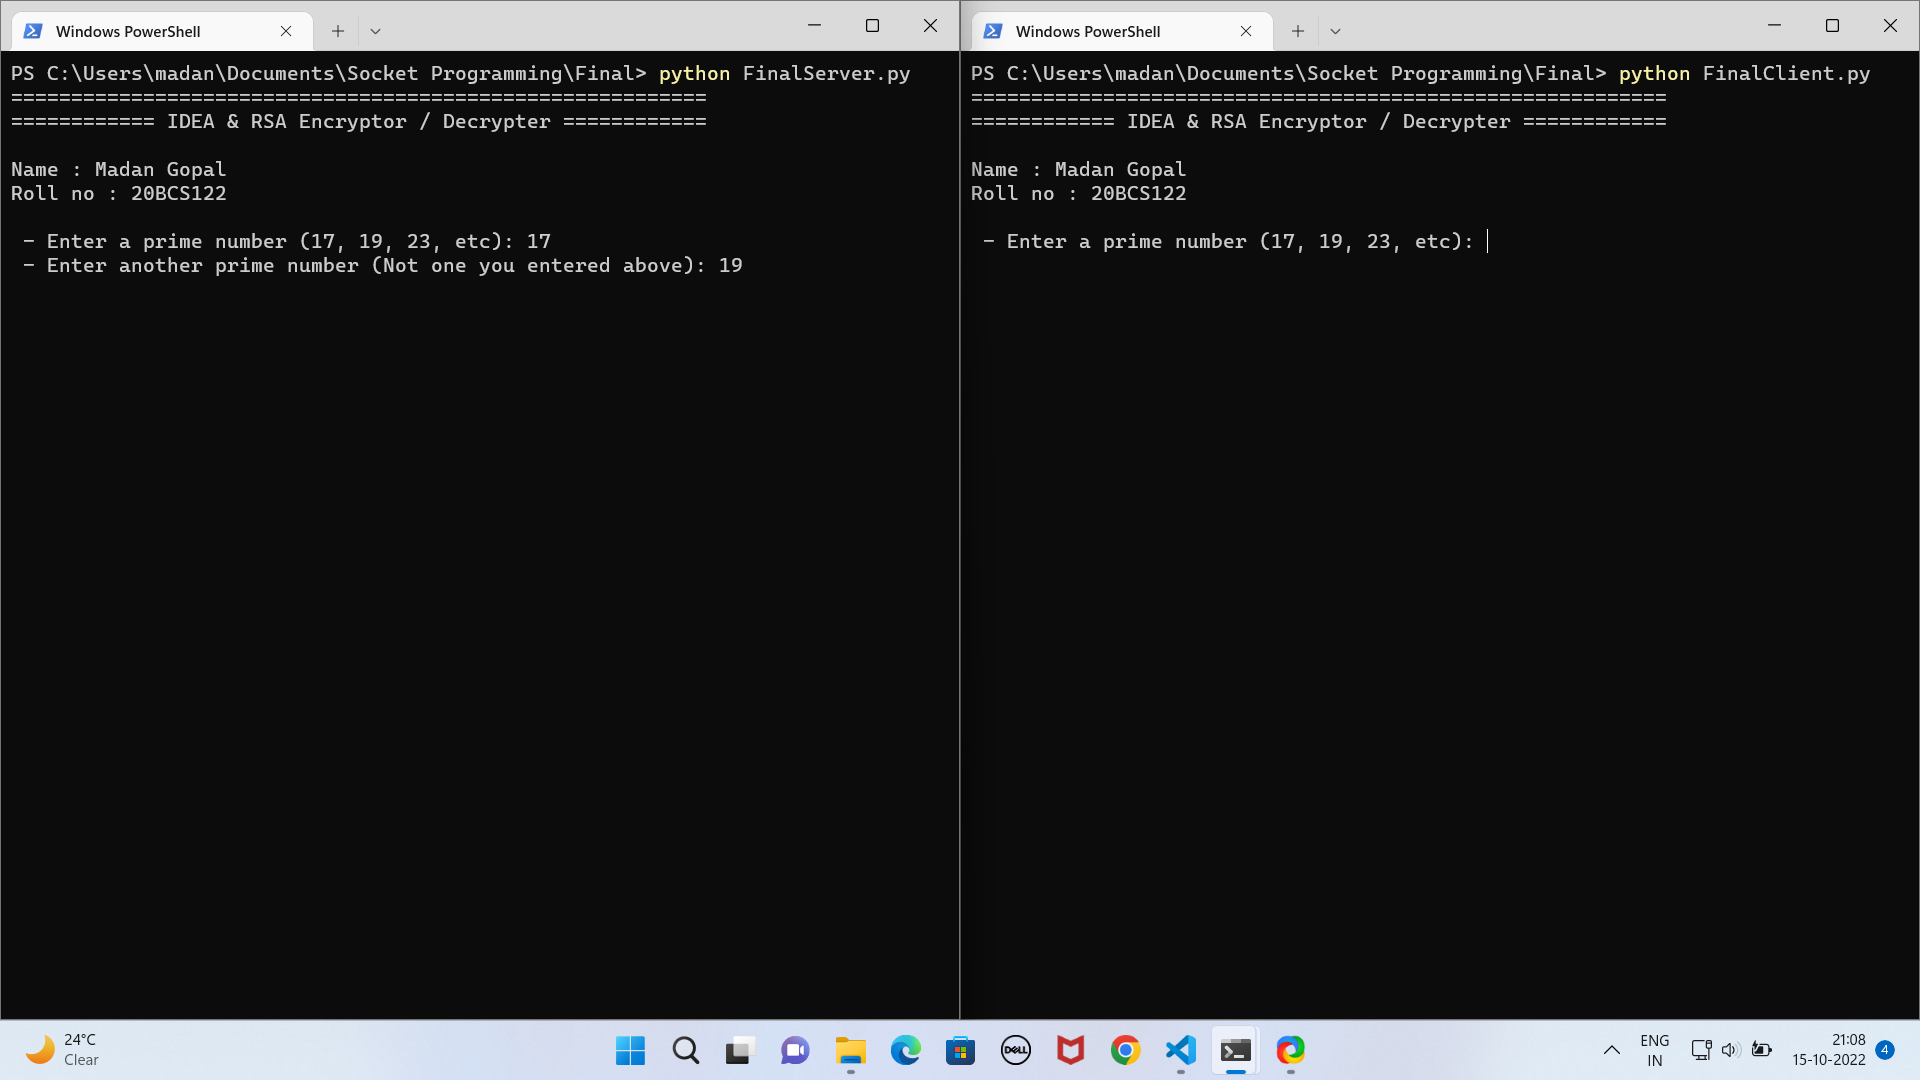 Windows PowerShell
PS C:\Users\madan\Documents\Socket Programming\Final> python FinalServer.py
==========================================================
============ IDEA & RSA Encryptor / Decrypter ============
Name : Madan Gopal
Roll no : 20BCS122
- Enter a prime number (17, 19, 23, etc): 17
- Enter another prime number (Not one you entered above): 19
Windows PowerShell
PS C:\Users\madan\Documents\Socket Programming\Final> python FinalClient.py
==========================================================
============ IDEA & RSA Encryptor / Decrypter ============
Name : Madan Gopal
Roll no : 20BCS122
- Enter a prime number (17, 19, 23, etc):
24°C
Clear
DELL
ENG
IN
21:08
15-10-2022
4